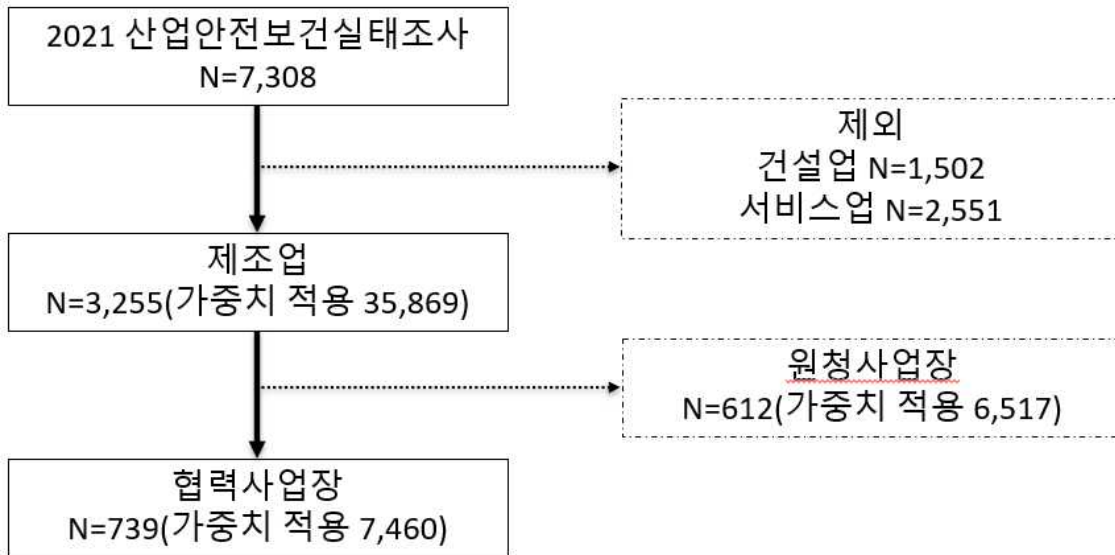 2021 산업안전보건실태조사
N=7,308
제외
건설업 N=1,502
서비스업 N=2,551
제조업
N=3,255(가중치 적용 35,869)
원청사업장
N=612(가중치 적용 6,517)
협력사업장
N=739(가중치 적용 7,460)